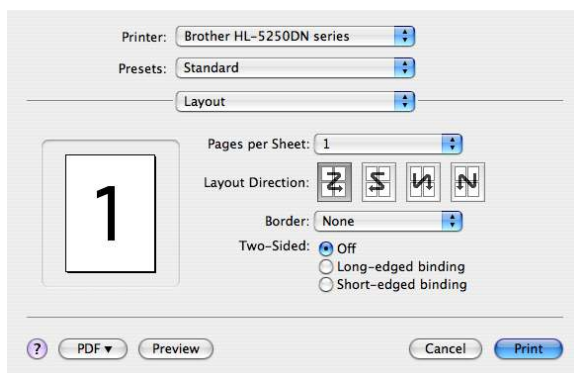 Printer: Brother HL-5250DN series
Presets: Standard
Layout
Pages per Sheet: 1
Layout Direction:
Border: None
Two-Sided: Off
Long-edged binding
Short-edged binding
1
? PDF▼ Preview Cancel Print